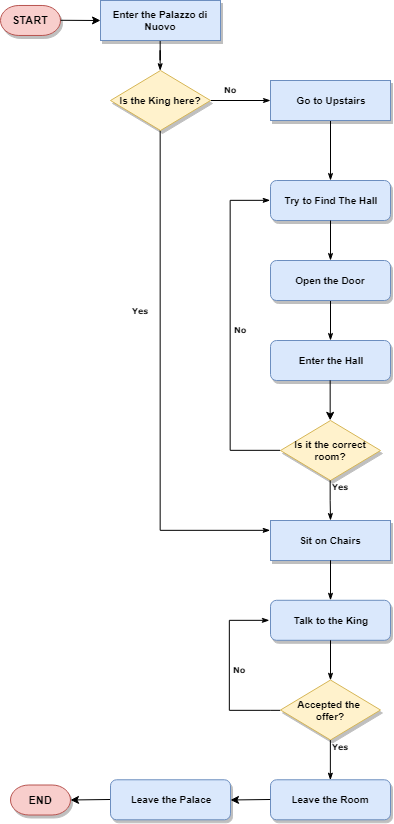 START
Enter the Palazzo di
Nuovo
Is the King here?
No
Go to Upstairs
Try to Find The Hall
Open the Door
Yes
No
Enter the Hall
Is it the correct
room?
Yes
Sit on Chairs
Talk to the King
No
Accepted the
offer?
Yes
END
Leave the Palace
Leave the Room